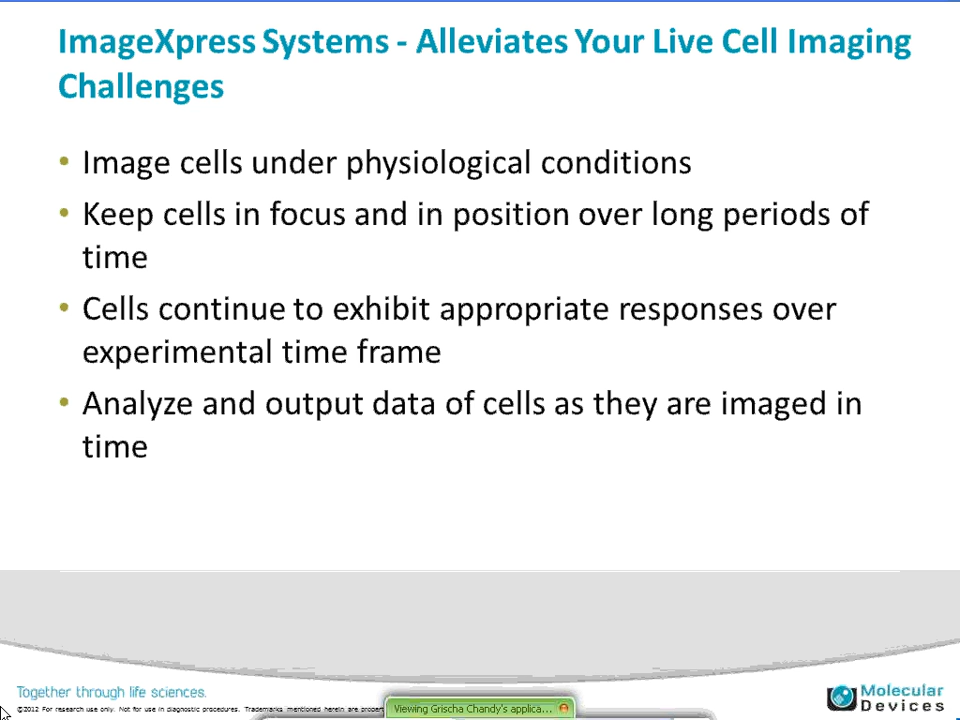 ImageXpress Systems - Alleviates Your Live Cell Imaging
Challenges
• Image cells under physiological conditions
• Keep cells in focus and in position over long periods of
time
• Cells continue to exhibit appropriate responses over
experimental time frame
• Analyze and output data of cells as they are imaged in
time
Together through life sciences.
©2012 For research use only. Not for use in diagnostic procedures. Trademarks mentioned herein are propert
Viewing Grischa Chandy's applica...
Molecular
Devices